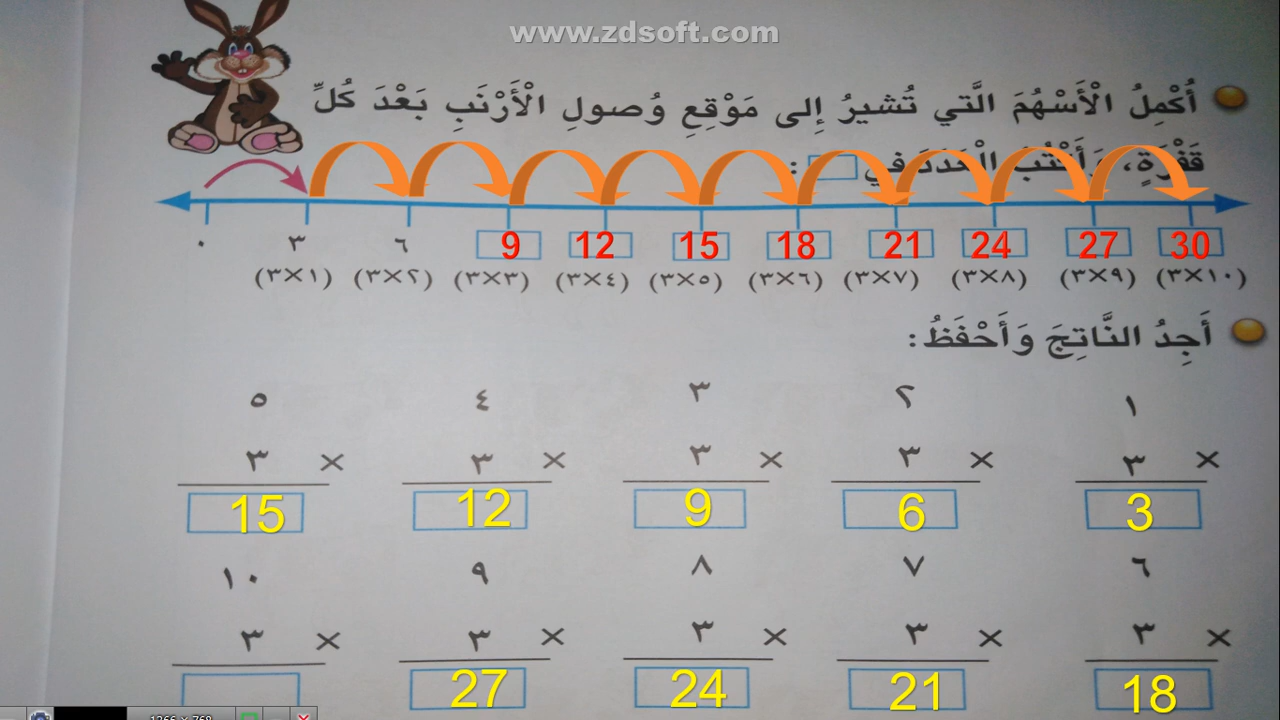 www.zdsoft.com
أُكْمِلُ الْأَسْهُمَ الَّتي تُشيرُ إِلى مَوْقِعِ وُصولِ الْأَرْنَبِ بَعْدَ كُلِّ
قَفْزَةٍ، وَأَكْتُبُ الْعَدَدَ في :
٠ ٣ ٦ 9 12 15 18 21 24 27 30
(٣×١) (٣×٢) (٣×٣) (٣×٤) (٣×٥) (٣×٦) (٣×٧) (٣×٨) (٣×٩) (٣×١٠)
أَجِدُ النَّاتِجَ وَأَحْفَظُ:
١ ٢ ٣ ٤ ٥
× ٣ × ٣ × ٣ × ٣ × ٣
3 6 9 12 15
٦ ٧ ٨ ٩ ١٠
× ٣ × ٣ × ٣ × ٣ × ٣
18 21 24 27